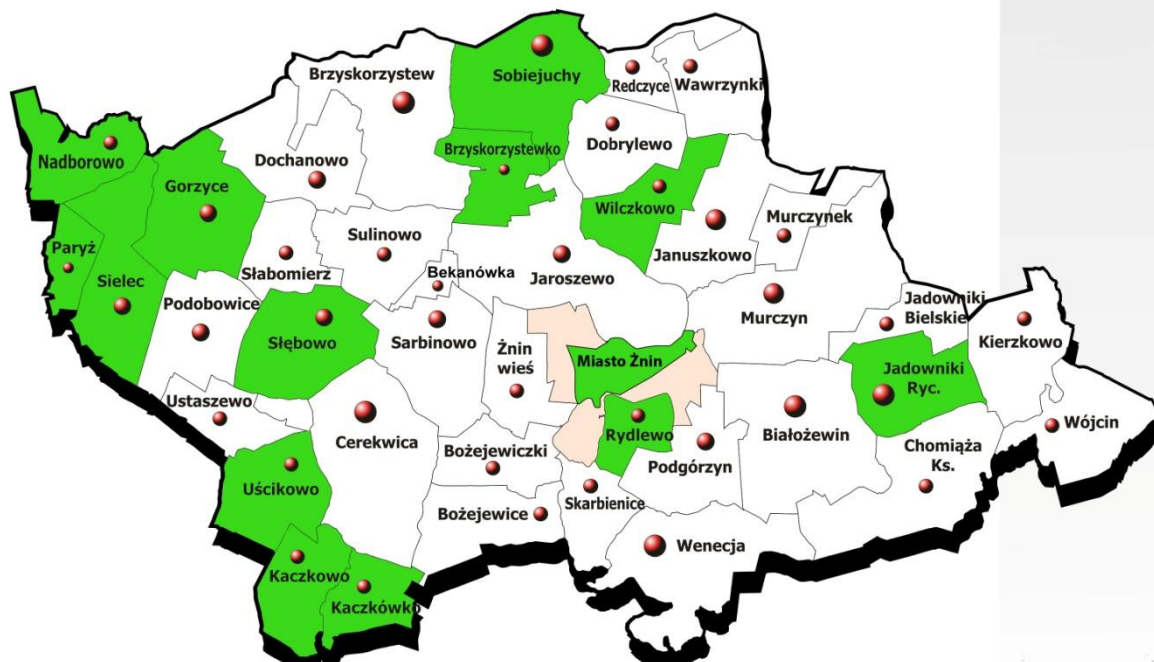 Brzyskorzystew
Sobiejuchy
Redczyce
Wawrzynki
Nadborowo
Dochanowo
Brzyskorzystewko
Dobrylewo
Gorzyce
Wilczkowo
Paryż
Sielec
Słabomierz
Sulinowo
Bekanówka
Jaroszewo
Januszkowo
Murczynek
Podobowice
Słębowo
Sarbinowo
Żnin
wieś
Miasto Żnin
Murczyn
Jadowniki
Bielskie
Kierzkowo
Jadowniki
Ryc.
Ustaszewo
Cerekwica
Rydlewo
Białożewin
Wójcin
Uścikowo
Bożejewiczki
Podgórzyn
Chomiąża
Ks.
Bożejewice
Skarbienice
Wenecja
Kaczkowo
Kaczkówko